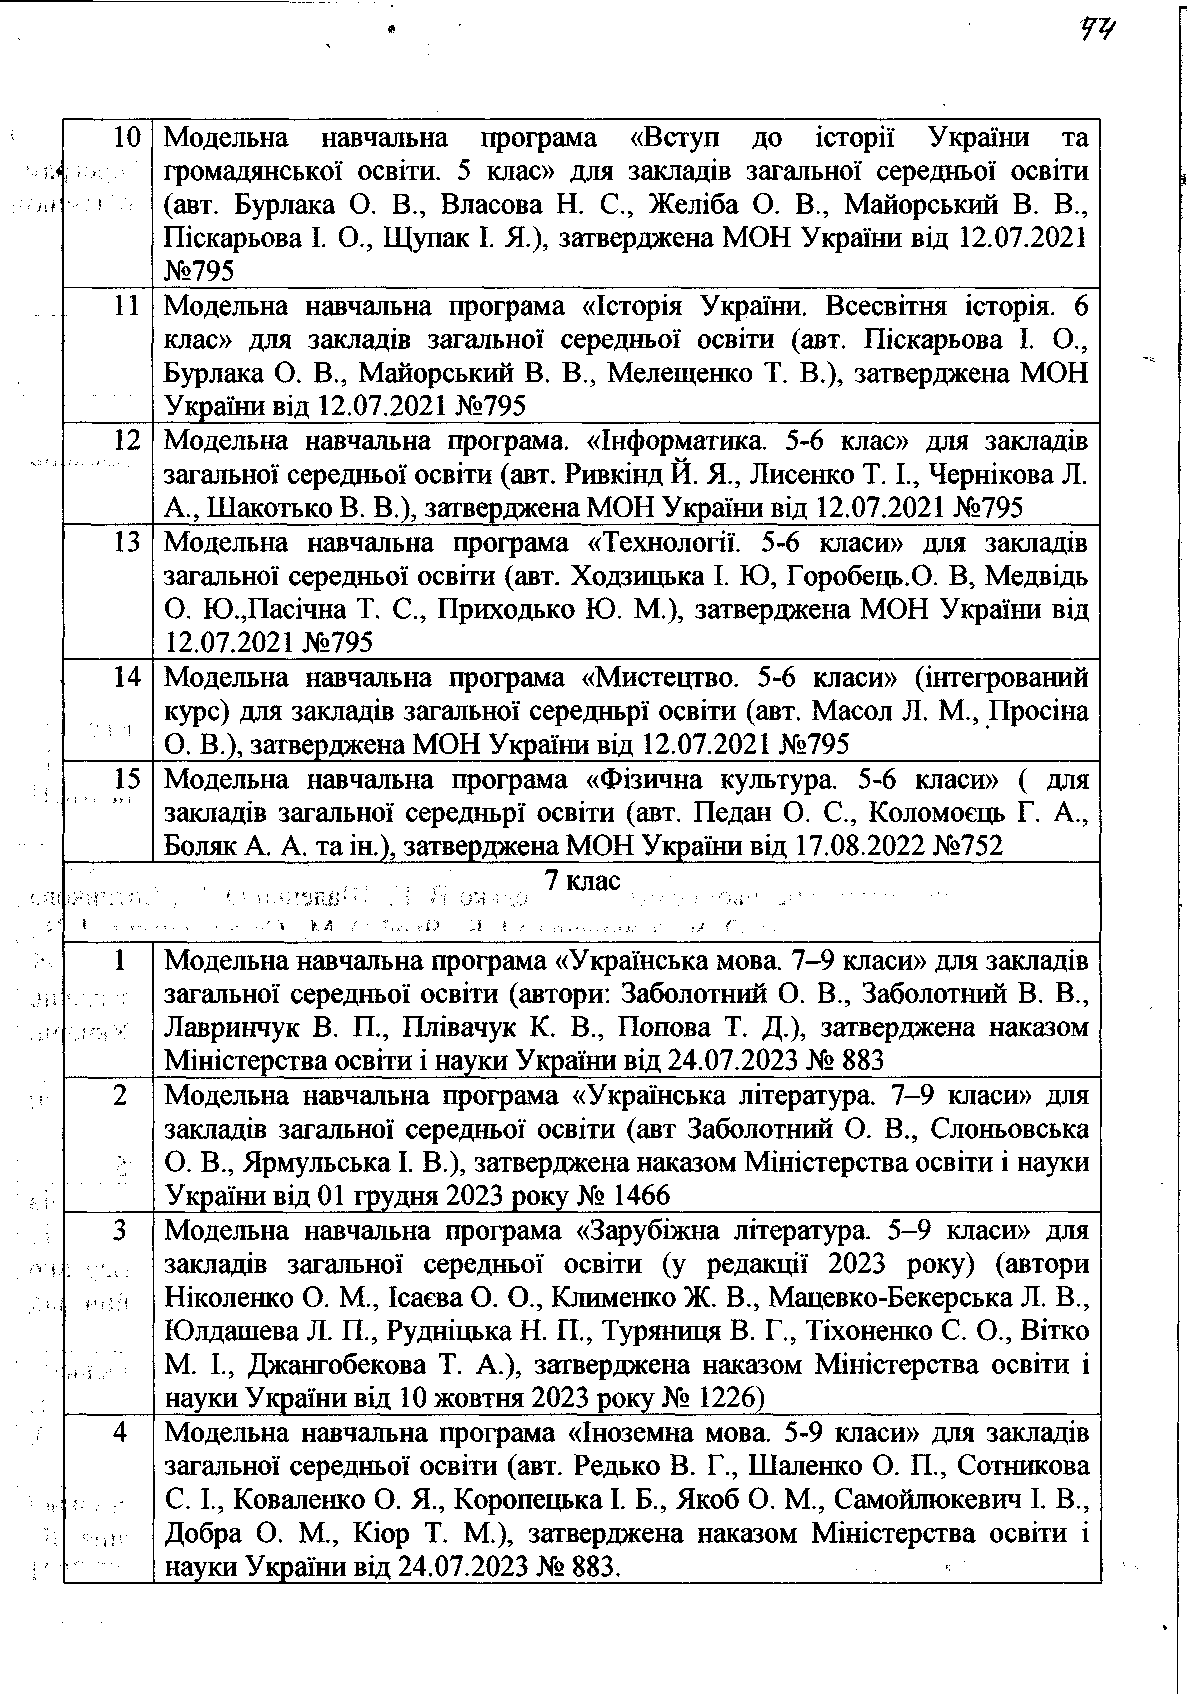 44
10 Модельна навчальна програма «Вступ до історії України та
громадянської освіти. 5 клас» для закладів загальної середньої освіти
(авт. Бурлака О. В., Власова Н. С., Желіба О. В., Майорський В. В.,
Піскарьова І. О., Щупак І. Я.), затверджена МОН України від 12.07.2021
№795
11 Модельна навчальна програма «Історія України. Всесвітня історія. 6
клас» для закладів загальної середньої освіти (авт. Піскарьова І. О.,
Бурлака О. В., Майорський В. В., Мелещенко Т. В.), затверджена МОН
України від 12.07.2021 №795
12 Модельна навчальна програма. «Інформатика. 5-6 клас» для закладів
загальної середньої освіти (авт. Ривкінд Й. Я., Лисенко Т. І., Чернікова Л.
А., Шакотько В. В.), затверджена МОН України від 12.07.2021 №795
13 Модельна навчальна програма «Технології. 5-6 класи» для закладів
загальної середньої освіти (авт. Ходзицька І. Ю, Горобець.О. В, Медвідь
О. Ю.,Пасічна Т. С., Приходько Ю. М.), затверджена МОН України від
12.07.2021 №795
14 Модельна навчальна програма «Мистецтво. 5-6 класи» (інтегрований
курс) для закладів загальної середньрї освіти (авт. Масол Л. М., Просіна
О. В.), затверджена МОН України від 12.07.2021 №795
15 Модельна навчальна програма «Фізична культура. 5-6 класи» ( для
закладів загальної середньрї освіти (авт. Педан О. С., Коломоєць Г. А.,
Боляк А. А. та ін.), затверджена МОН України від 17.08.2022 №752
7 клас
1 Модельна навчальна програма «Українська мова. 7–9 класи» для закладів
загальної середньої освіти (автори: Заболотний О. В., Заболотний В. В.,
Лавринчук В. П., Плівачук К. В., Попова Т. Д.), затверджена наказом
Міністерства освіти і науки України від 24.07.2023 № 883
2 Модельна навчальна програма «Українська література. 7–9 класи» для
закладів загальної середньої освіти (авт Заболотний О. В., Слоньовська
О. В., Ярмульська І. В.), затверджена наказом Міністерства освіти і науки
України від 01 грудня 2023 року № 1466
3 Модельна навчальна програма «Зарубіжна література. 5–9 класи» для
закладів загальної середньої освіти (у редакції 2023 року) (автори
Ніколенко О. М., Ісаєва О. О., Клименко Ж. В., Мацевко-Бекерська Л. В.,
Юлдашева Л. П., Рудніцька Н. П., Туряниця В. Г., Тіхоненко С. О., Вітко
М. І., Джангобекова Т. А.), затверджена наказом Міністерства освіти і
науки України від 10 жовтня 2023 року № 1226)
4 Модельна навчальна програма «Іноземна мова. 5-9 класи» для закладів
загальної середньої освіти (авт. Редько В. Г., Шаленко О. П., Сотникова
С. І., Коваленко О. Я., Коропецька І. Б., Якоб О. М., Самойлюкевич І. В.,
Добра О. М., Кіор Т. М.), затверджена наказом Міністерства освіти і
науки України від 24.07.2023 № 883.